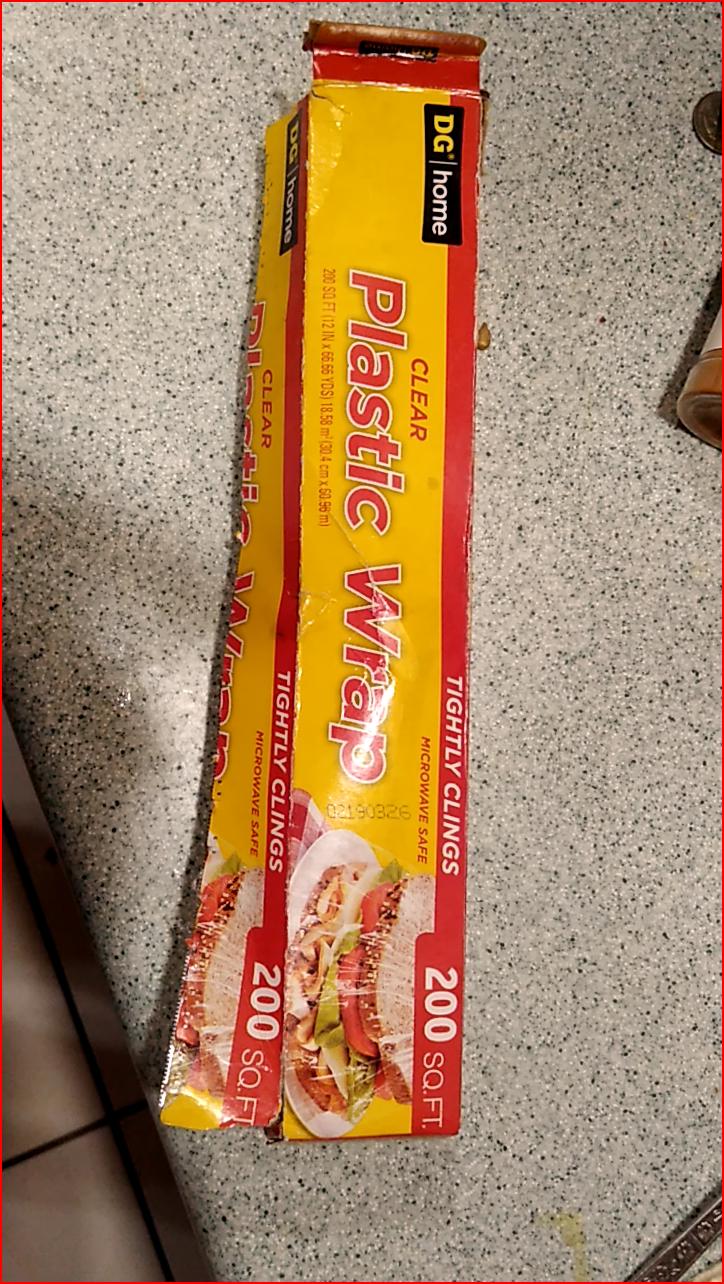 DG® | home
CLEAR
Plastic Wrap
200 SQ.FT (12 IN x 66.66 YDS) 18.58 m² (30.4 cm x 60.96 m)
TIGHTLY CLINGS
MICROWAVE SAFE
02190326
200 SQ.FT.
DG | home
CLEAR
Plastic Wrap
TIGHTLY CLINGS
MICROWAVE SAFE
200 SQ.FT